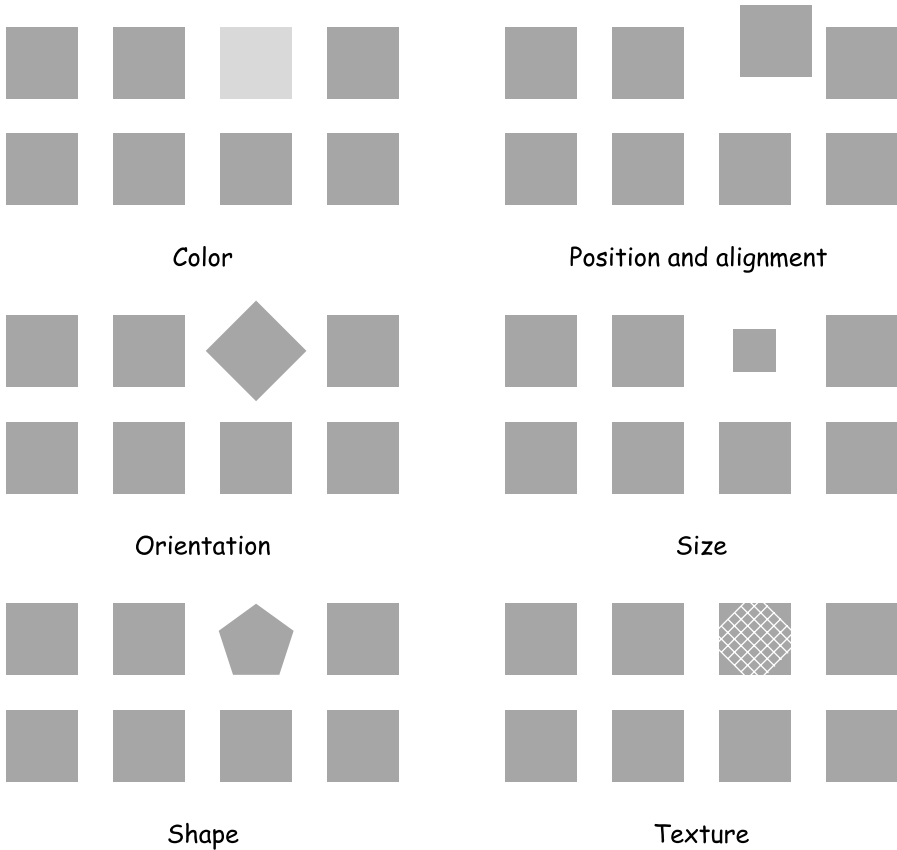 Color
Position and alignment
Orientation
Size
Shape
Texture